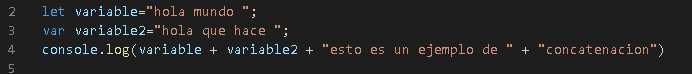 2 let variable="hola mundo ";
3 var variable2="hola que hace ";
4 console.log(variable + variable2 + "esto es un ejemplo de " + "concatenacion")
5